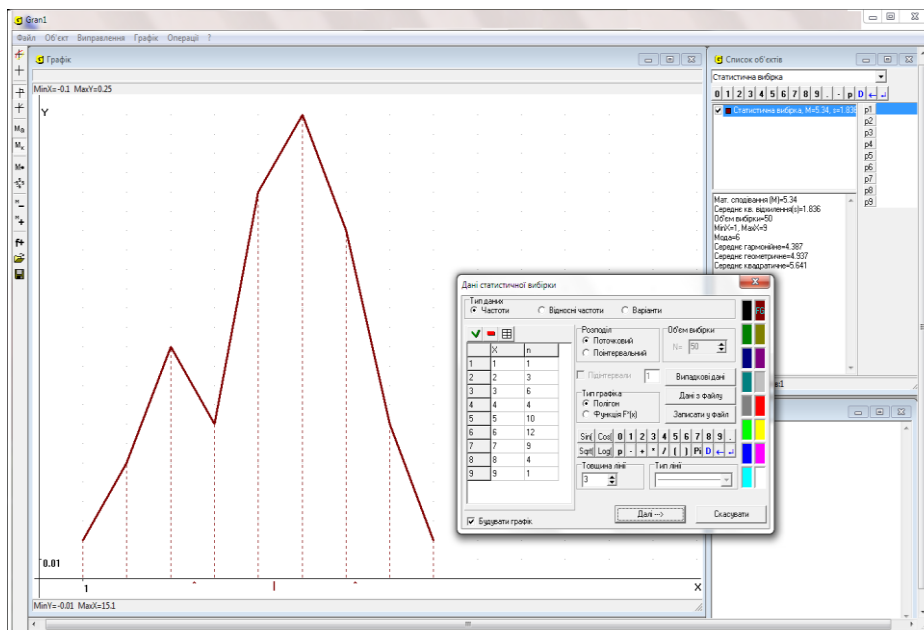 Gran1
Файл Об'єкт Виправлення Графік Операції ?
Графік
MinX=-0.1 MaxY=0.25
Y
0.01
1
X
MinY=-0.01 MaxX=15.1
Список об'єктів
Статистична вибірка
0 1 2 3 4 5 6 7 8 9 . - p D ← ↲
Статистична вибірка, M=5.34, s=1.836
p1
p2
p3
p4
p5
p6
p7
p8
p9
Мат. сподівання (M)=5.34
Середнє кв. відхилення(s)=1.836
Об'єм вибірки=50
MinX=1, MaxX=9
Мода=6
Середнє гармонійне=4.387
Середнє геометричне=4.937
Середнє квадратичне=5.641
Дані статистичної вибірки
Тип даних
Частоти Відносні частоти Варіанти
X n
1 1 1
2 2 3
3 3 6
4 4 4
5 5 10
6 6 12
7 7 9
8 8 4
9 9 1
Будувати графік
Розподіл
Поточковий
Поінтервальний
Об'єм вибірки
N= 50
Підінтервали 1
Випадкові дані
Тип графіка
Полігон
Функція F*(x)
Дані з файлу
Записати у файл
Sin( Cos( 0 1 2 3 4 5 6 7 8 9 .
Sqrt( Log( p - + * / ( ) Pi D ← ↲
Товщина лінії
3
Тип лінії
Далі -->
Скасувати